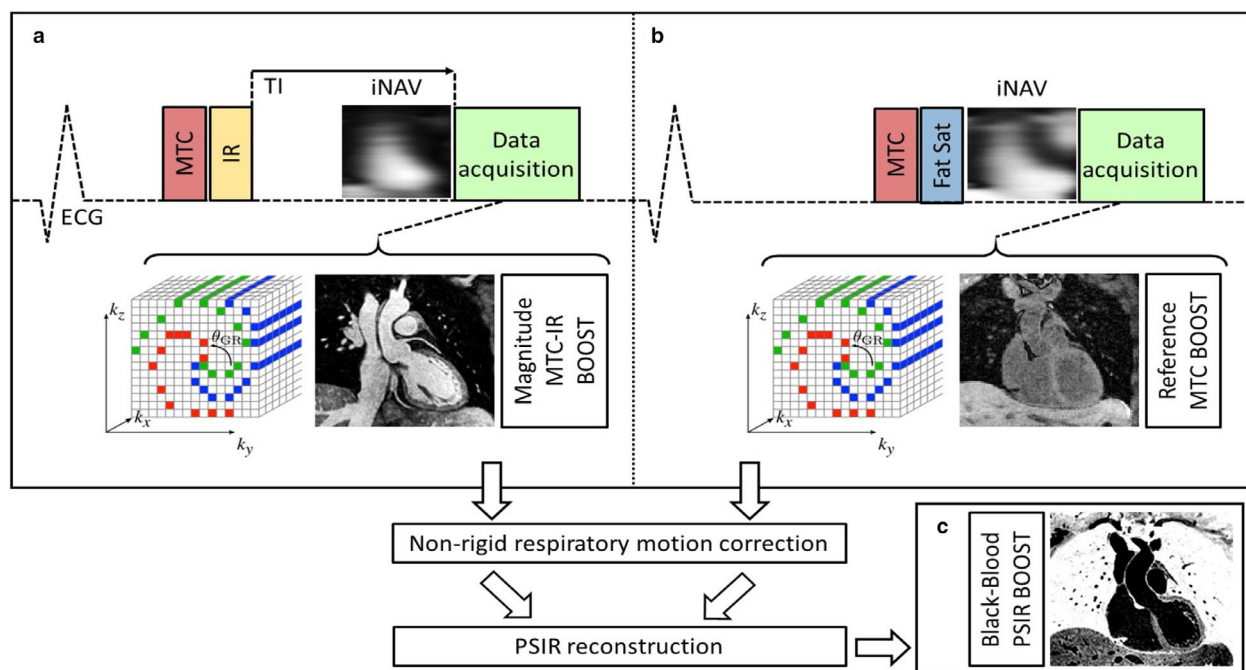 a
TI
iNAV
MTC
IR
Data
acquisition
ECG
kz
θGR
kx
ky
Magnitude
MTC-IR
BOOST
b
iNAV
MTC
Fat Sat
Data
acquisition
kz
θGR
kx
ky
Reference
MTC BOOST
Non-rigid respiratory motion correction
PSIR reconstruction
c
Black-Blood
PSIR BOOST